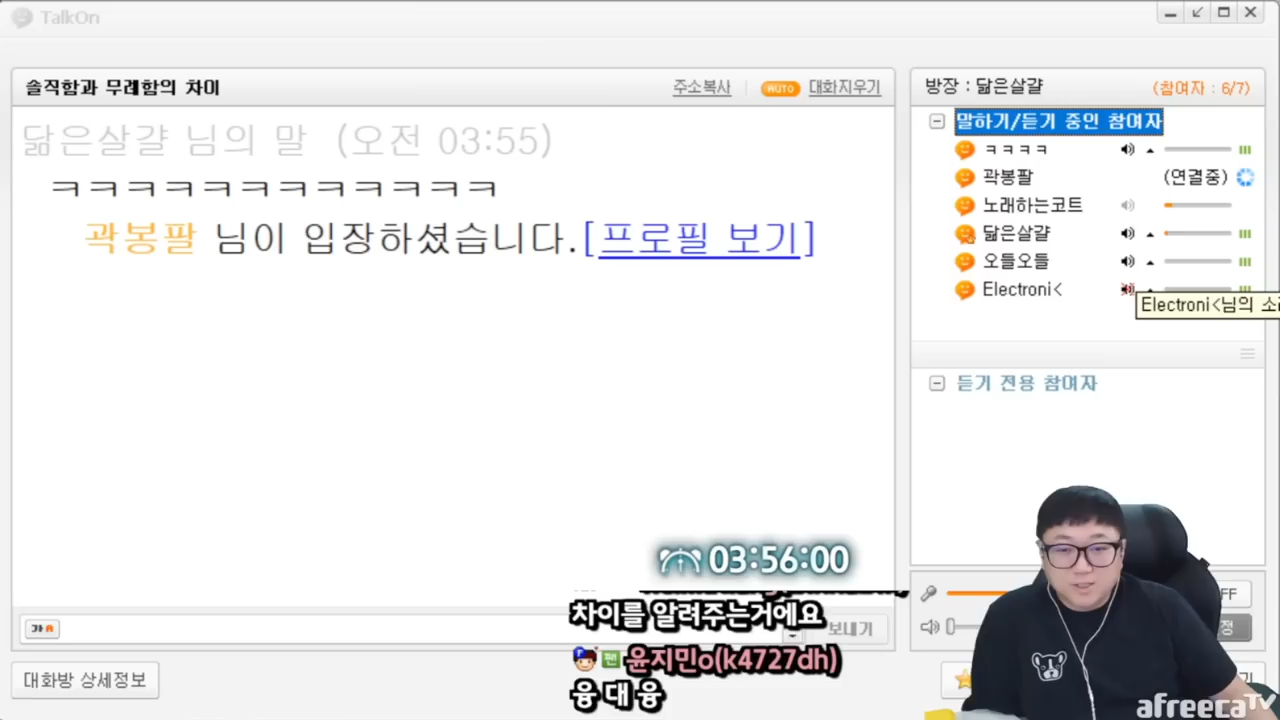 TalkOn
솔직함과 무례함의 차이
주소복사
AUTO
대화지우기
닮은살걀 님의 말 (오전 03:55)
ㅋㅋㅋㅋㅋㅋㅋㅋㅋㅋㅋㅋ
곽봉팔 님이 입장하셨습니다.[프로필 보기]
방장 : 닮은살걀
(참여자 : 6/7)
말하기/듣기 중인 참여자
ㅋㅋㅋㅋ
곽봉팔 (연결중)
노래하는코트
닮은살걀
오들오들
Electroni<
Electroni<님의
듣기 전용 참여자
03:56:00
차이를 알려주는거에요
팬 윤지민o(k4727dh)
융 대 융
가
보내기
대화방 상세정보
FF
정
기
afreecaTV